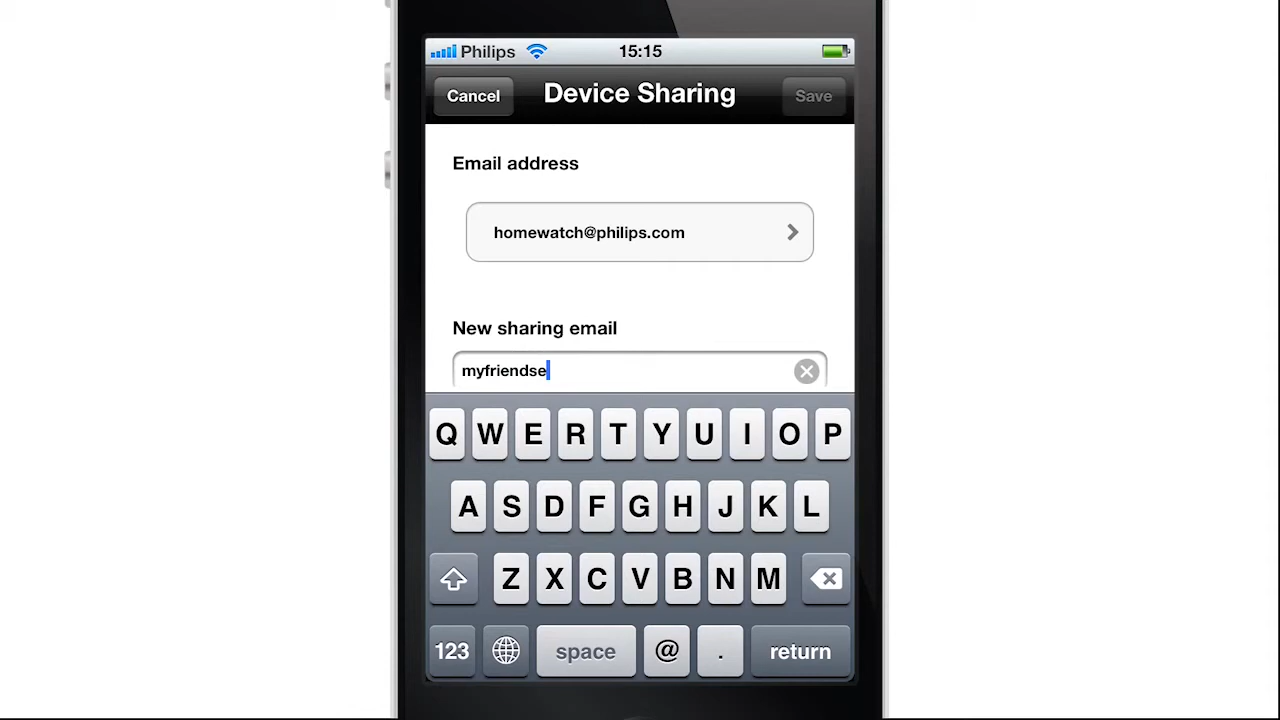 Philips 15:15
Cancel Device Sharing Save
Email address
homewatch@philips.com
New sharing email
myfriendse
Q W E R T Y U I O P
A S D F G H J K L
Z X C V B N M
123 space @ . return